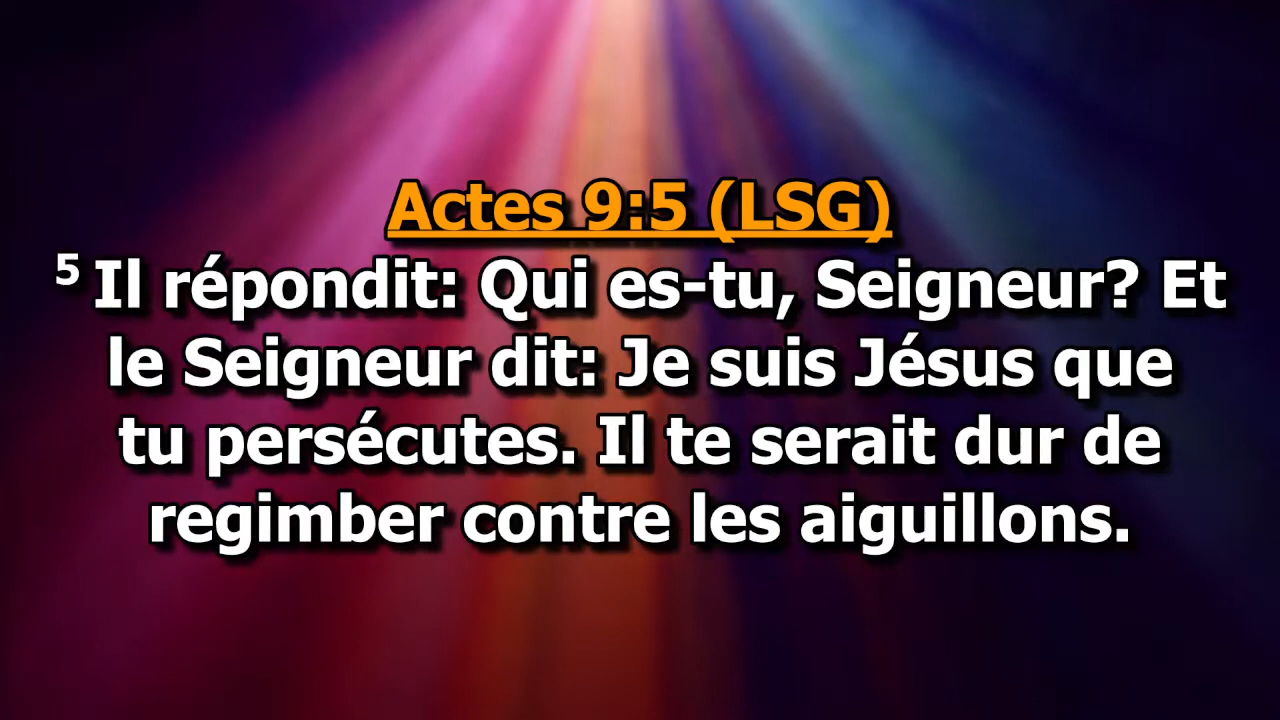 Actes 9:5 (LSG)
5 Il répondit: Qui es-tu, Seigneur? Et
le Seigneur dit: Je suis Jésus que
tu persécutes. Il te serait dur de
regimber contre les aiguillons.